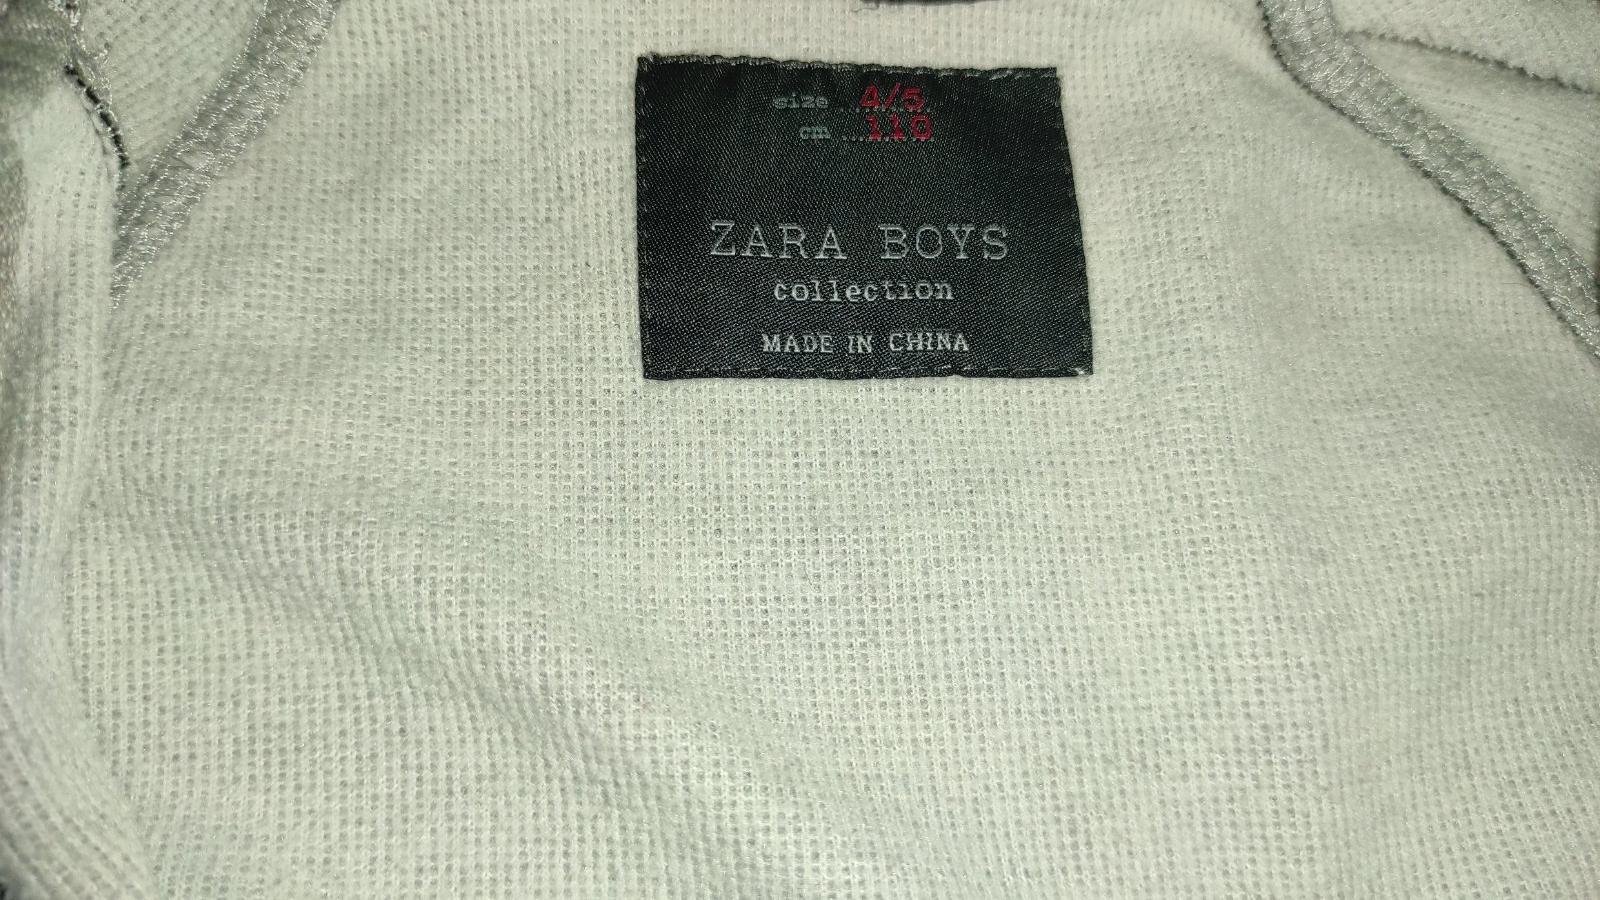 size 4/5
cm 110
ZARA BOYS
collection
MADE IN CHINA